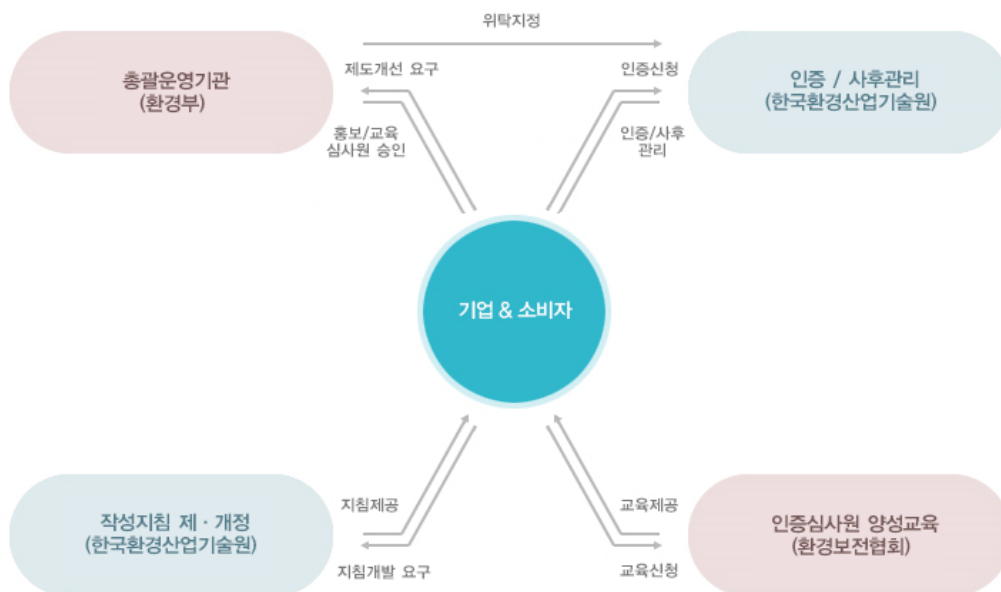 위탁지정
총괄운영기관
(환경부)
제도개선 요구
인증신청
인증 / 사후관리
(한국환경산업기술원)
홍보/교육
심사원 승인
인증/사후
관리
기업 & 소비자
작성지침 제 · 개정
(한국환경산업기술원)
지침제공
지침개발 요구
교육제공
교육신청
인증심사원 양성교육
(환경보전협회)